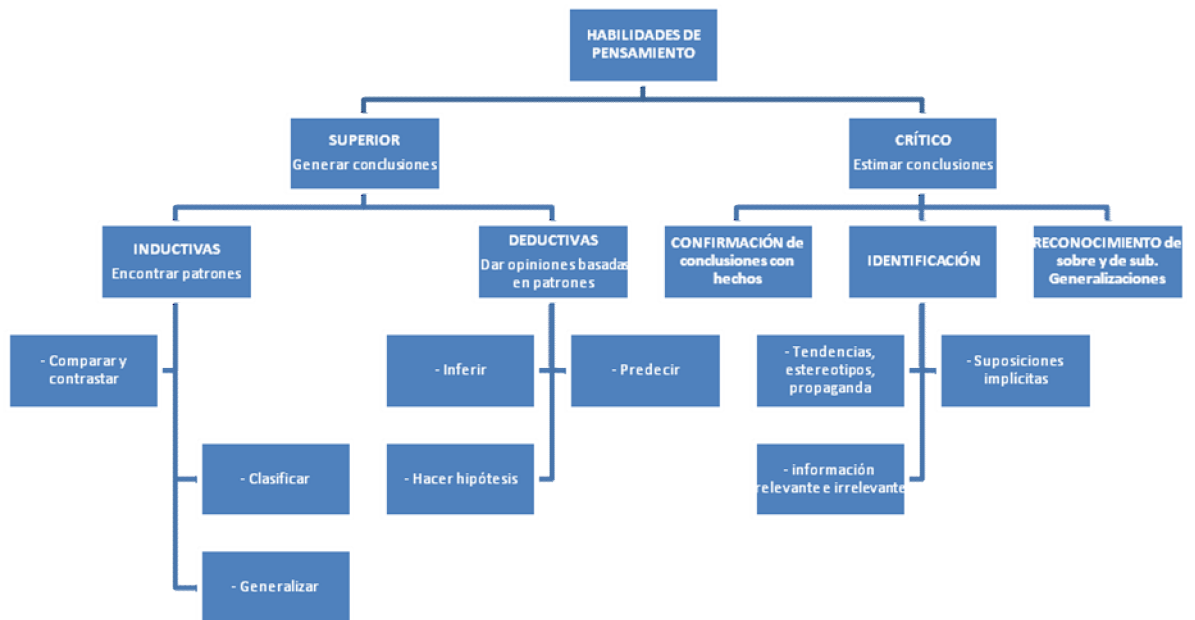 HABILIDADES DE
PENSAMIENTO
SUPERIOR
Generar conclusiones
CRÍTICO
Estimar conclusiones
INDUCTIVAS
Encontrar patrones
DEDUCTIVAS
Dar opiniones basadas
en patrones
CONFIRMACIÓN de
conclusiones con
hechos
IDENTIFICACIÓN
RECONOCIMIENTO de
sobre y de sub.
Generalizaciones
- Comparar y
contrastar
- Inferir
- Predecir
- Tendencias,
estereotipos,
propaganda
- Suposiciones
implícitas
- Clasificar
- Hacer hipótesis
- información
relevante e irrelevante
- Generalizar